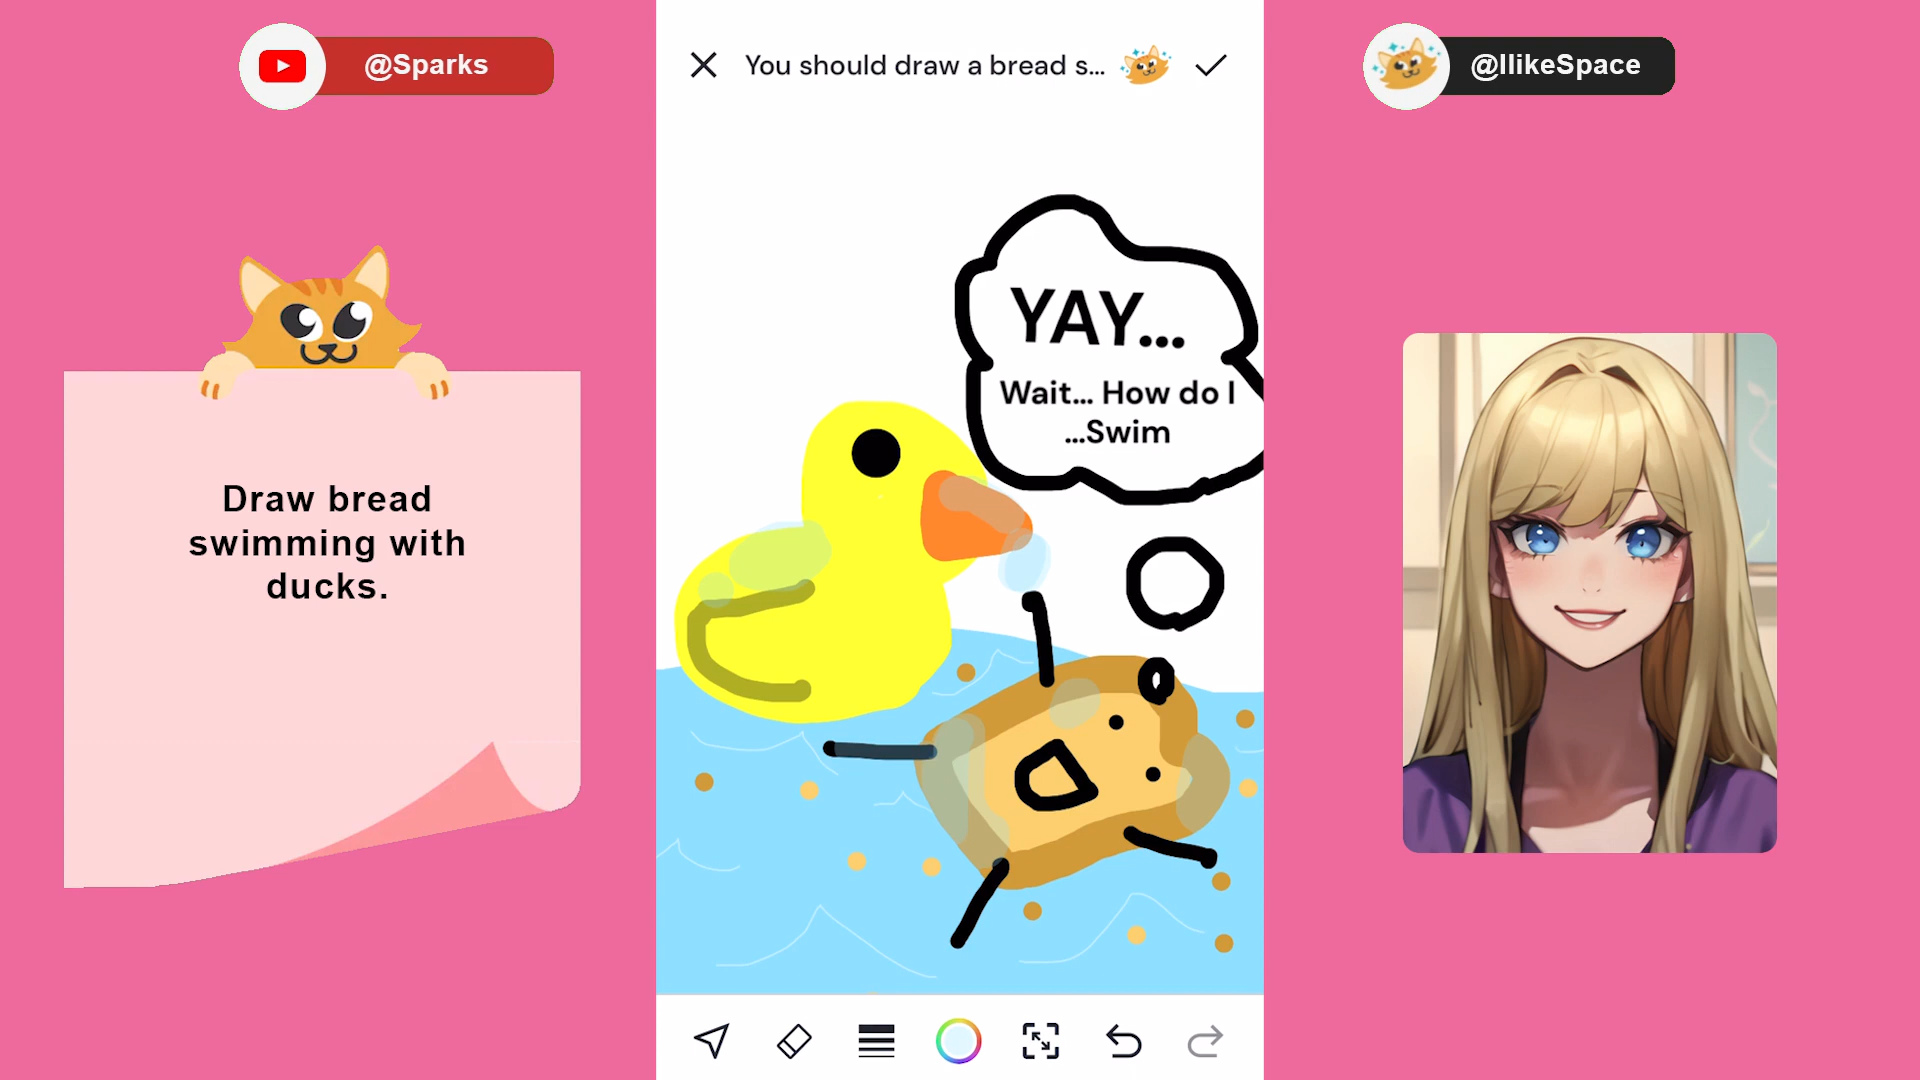 @Sparks
You should draw a bread s...
@IlikeSpace
YAY...
Wait... How do I
...Swim
Draw bread
swimming with
ducks.